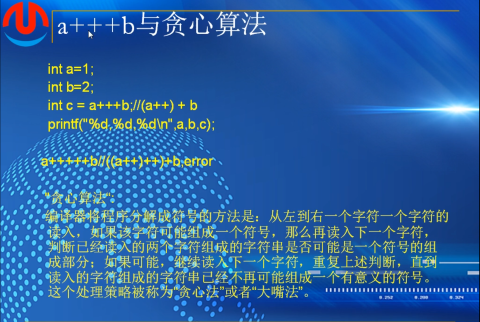 a+++b与贪心算法
int a=1;
int b=2;
int c = a+++b;//(a++) + b
printf("%d,%d,%d\n",a,b,c);
a+++++b//((a++)++)+b,error
"贪心算法":
编译器将程序分解成符号的方法是：从左到右一个字符一个字符的
读入，如果该字符可能组成一个符号，那么再读入下一个字符，
判断已经读入的两个字符组成的字符串是否可能是一个符号的组
成部分；如果可能，继续读入下一个字符，重复上述判断，直到
读入的字符组成的字符串已经不再可能组成一个有意义的符号。
这个处理策略被称为“贪心法”或者“大嘴法”。
0.252 0.288 0.324